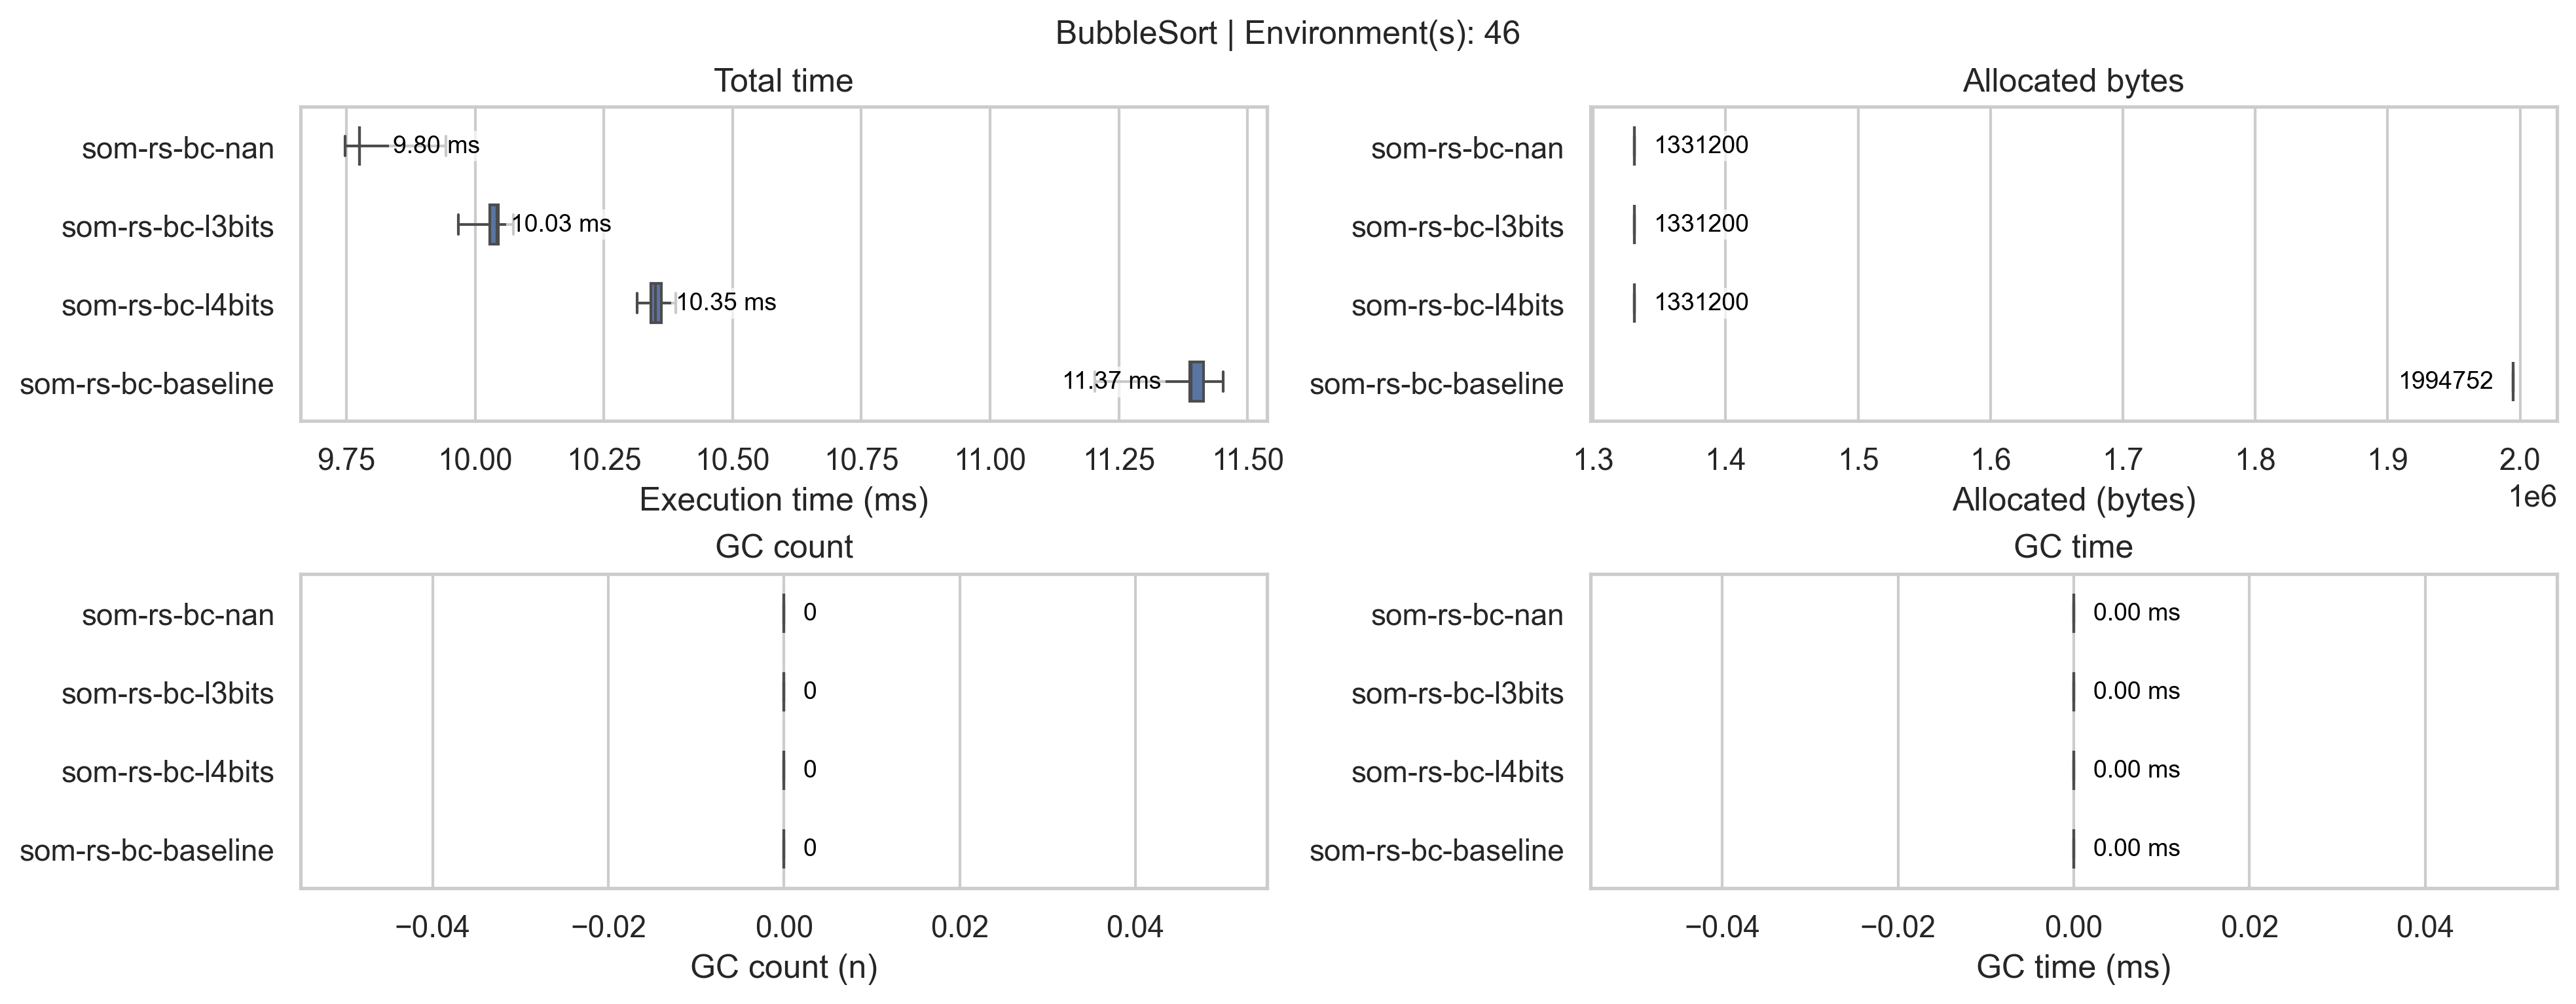 BubbleSort | Environment(s): 46
Total time
som-rs-bc-nan
9.80 ms
som-rs-bc-l3bits
10.03 ms
som-rs-bc-l4bits
10.35 ms
som-rs-bc-baseline
11.37 ms
9.75 10.00 10.25 10.50 10.75 11.00 11.25 11.50
Execution time (ms)
Allocated bytes
som-rs-bc-nan
1331200
som-rs-bc-l3bits
1331200
som-rs-bc-l4bits
1331200
som-rs-bc-baseline
1994752
1.3 1.4 1.5 1.6 1.7 1.8 1.9 2.0
1e6
Allocated (bytes)
GC count
som-rs-bc-nan
0
som-rs-bc-l3bits
0
som-rs-bc-l4bits
0
som-rs-bc-baseline
0
−0.04 −0.02 0.00 0.02 0.04
GC count (n)
GC time
som-rs-bc-nan
0.00 ms
som-rs-bc-l3bits
0.00 ms
som-rs-bc-l4bits
0.00 ms
som-rs-bc-baseline
0.00 ms
−0.04 −0.02 0.00 0.02 0.04
GC time (ms)